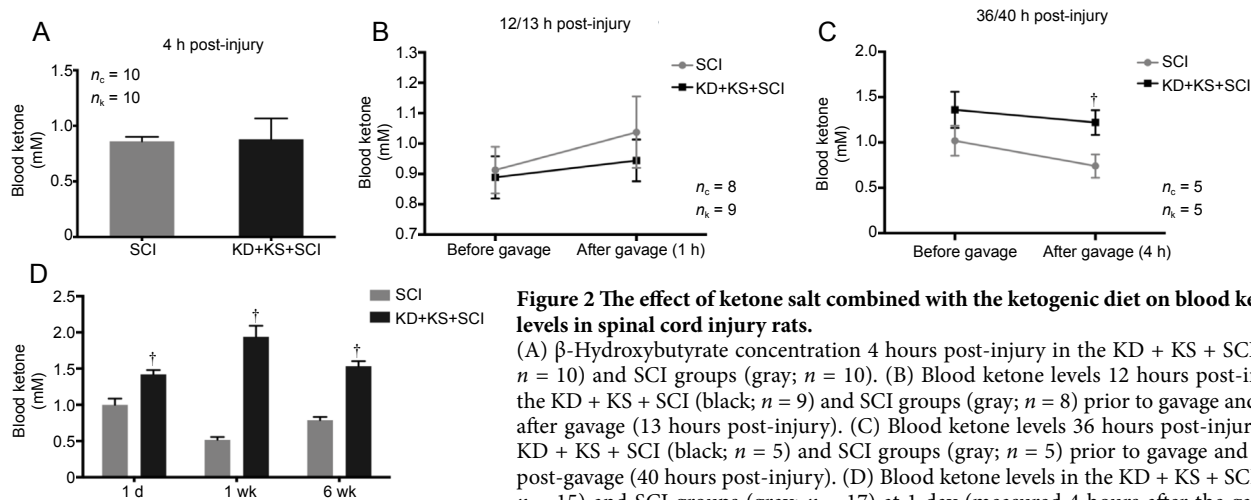 A
4 h post-injury
n_c = 10
n_k = 10
1.5
1.0
0.5
0
Blood ketone
(mM)
SCI
KD+KS+SCI
B
12/13 h post-injury
1.3
1.2
1.1
1.0
0.9
0.8
0.7
Blood ketone
(mM)
SCI
KD+KS+SCI
n_c = 8
n_k = 9
Before gavage
After gavage (1 h)
C
36/40 h post-injury
2.0
1.5
1.0
0.5
0
Blood ketone
(mM)
SCI
KD+KS+SCI
†
n_c = 5
n_k = 5
Before gavage
After gavage (4 h)
D
2.5
2.0
1.5
1.0
0.5
0
Blood ketone
(mM)
SCI
KD+KS+SCI
†
†
†
1 d
1 wk
6 wk
Figure 2 The effect of ketone salt combined with the ketogenic diet on blood ke
levels in spinal cord injury rats.
(A) β-Hydroxybutyrate concentration 4 hours post-injury in the KD + KS + SCI
n = 10) and SCI groups (gray; n = 10). (B) Blood ketone levels 12 hours post-i
the KD + KS + SCI (black; n = 9) and SCI groups (gray; n = 8) prior to gavage and
after gavage (13 hours post-injury). (C) Blood ketone levels 36 hours post-injur
KD + KS + SCI (black; n = 5) and SCI groups (gray; n = 5) prior to gavage and
post-gavage (40 hours post-injury). (D) Blood ketone levels in the KD + KS + SC
n = 15) and SCI groups (gray; n = 17) at 1 day (measured 4 hours after the